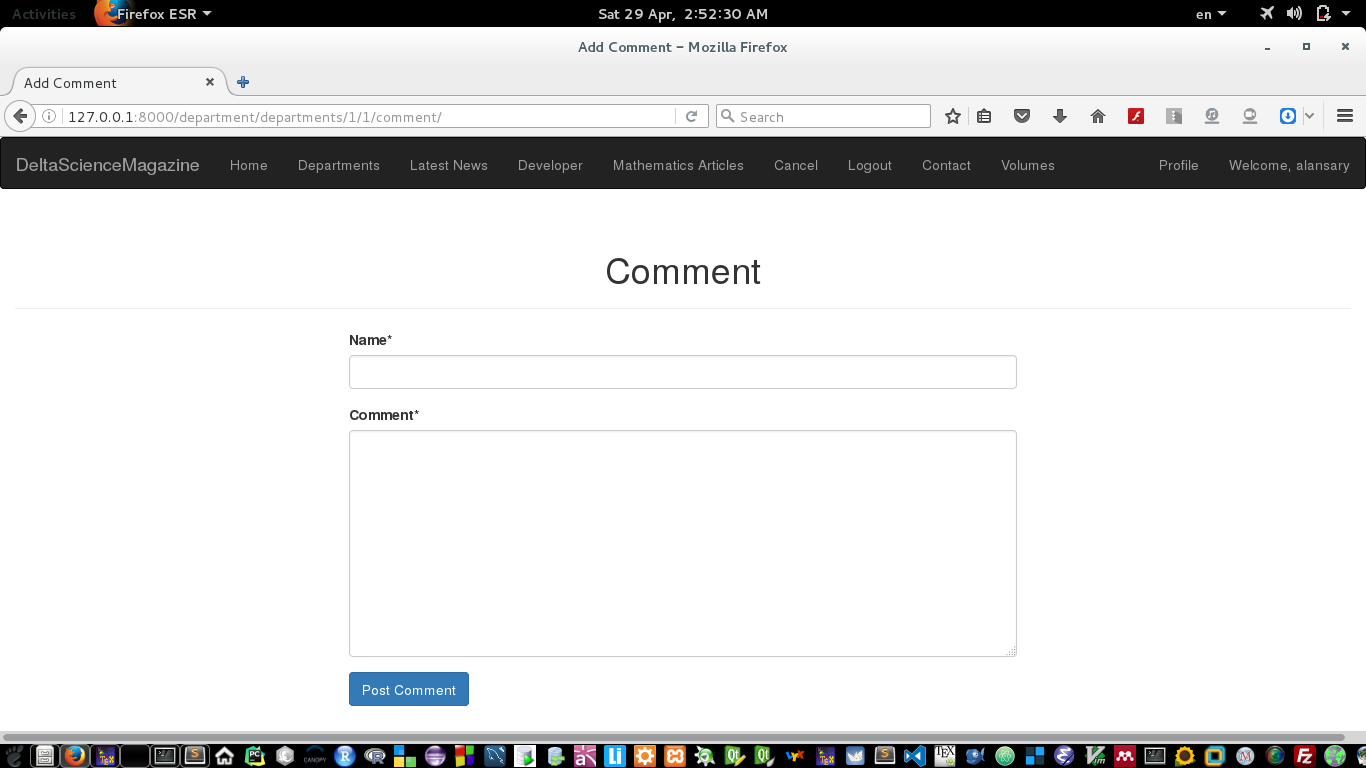 Activities Firefox ESR Sat 29 Apr, 2:52:30 AM en
Add Comment – Mozilla Firefox
Add Comment
127.0.0.1:8000/department/departments/1/1/comment/ Search
DeltaScienceMagazine Home Departments Latest News Developer Mathematics Articles Cancel Logout Contact Volumes Profile Welcome, alansary
Comment
Name*
Comment*
Post Comment